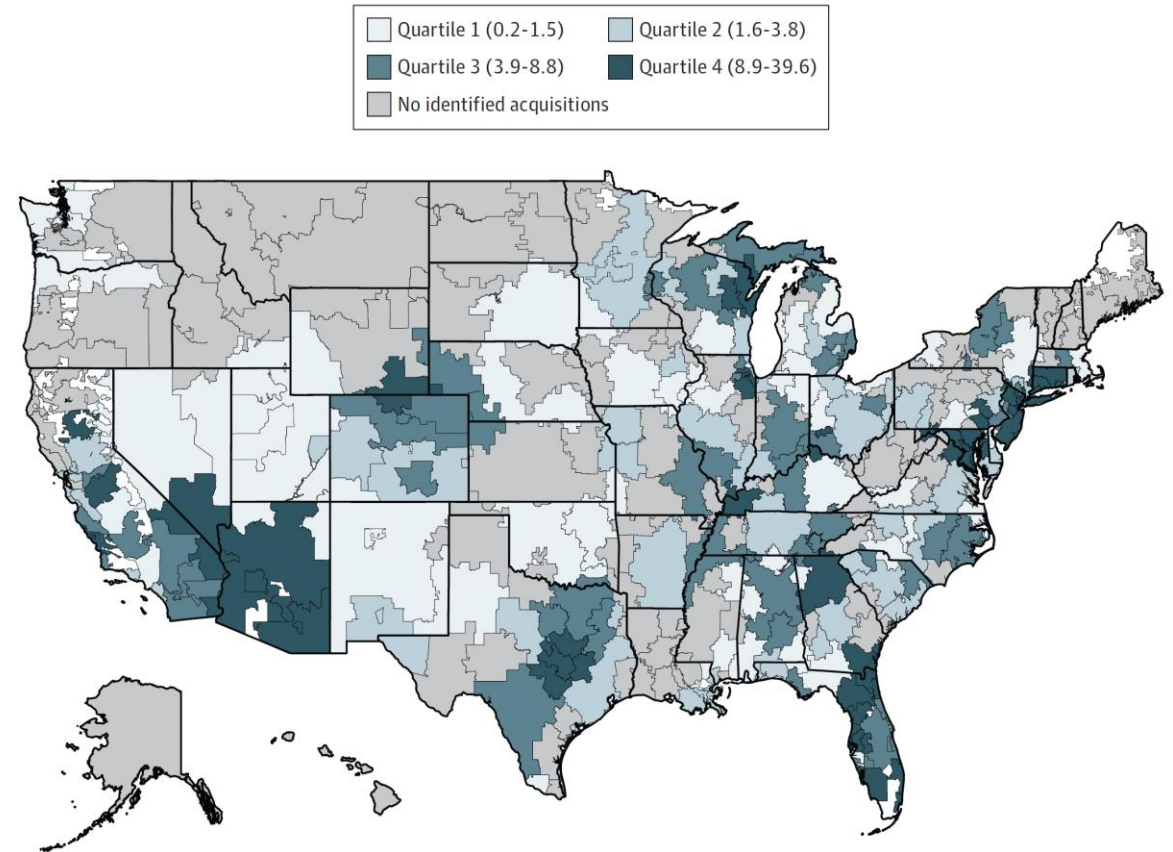 Quartile 1 (0.2-1.5) Quartile 2 (1.6-3.8)
Quartile 3 (3.9-8.8) Quartile 4 (8.9-39.6)
No identified acquisitions